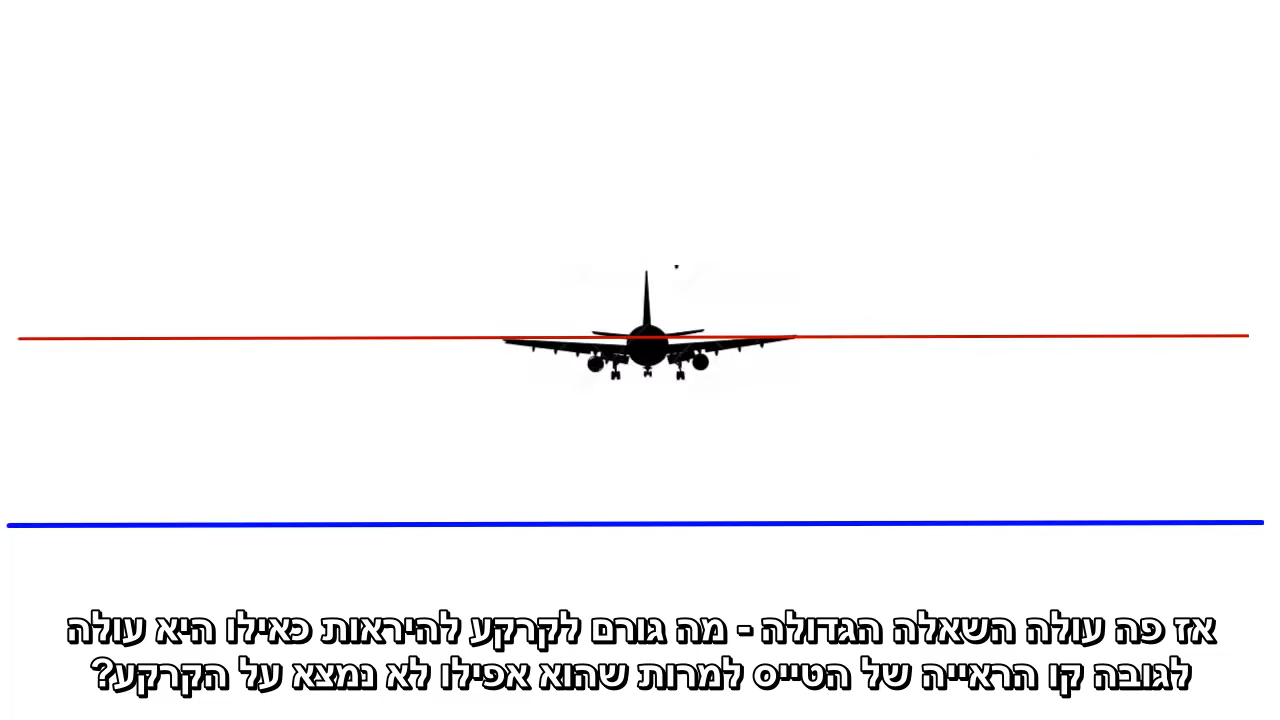 אז פה עולה השאלה הגדולה - מה גורם לקרקע להיראות כאילו היא עולה
לגובה קו הראייה של הטייס למרות שהוא אפילו לא נמצא על הקרקע?